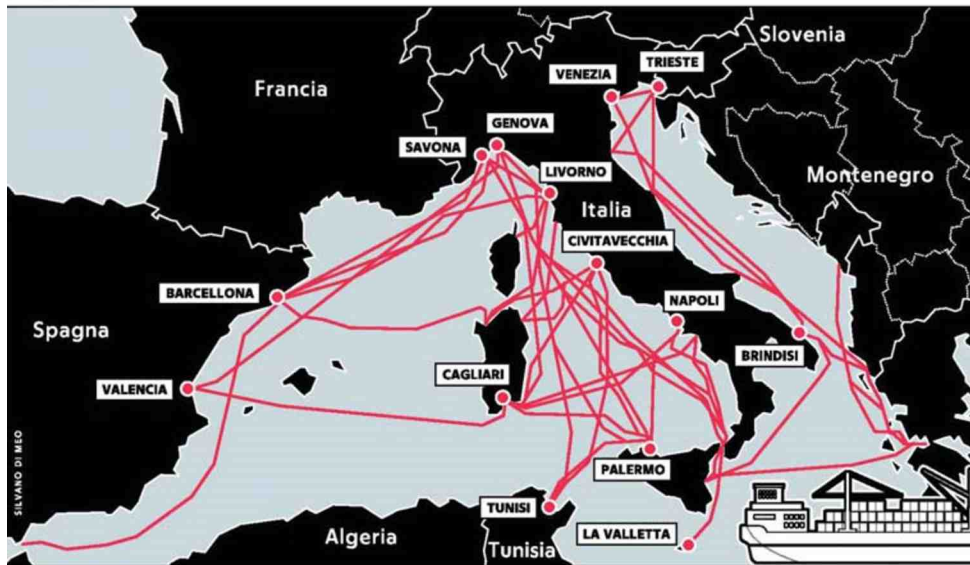 Slovenia
TRIESTE
VENEZIA
Francia
GENOVA
SAVONA
LIVORNO
Montenegro
Italia
CIVITAVECCHIA
BARCELLONA
NAPOLI
Spagna
BRINDISI
CAGLIARI
VALENCIA
SILVANO DI MEO
PALERMO
TUNISI
Algeria
LA VALLETTA
Tunisia